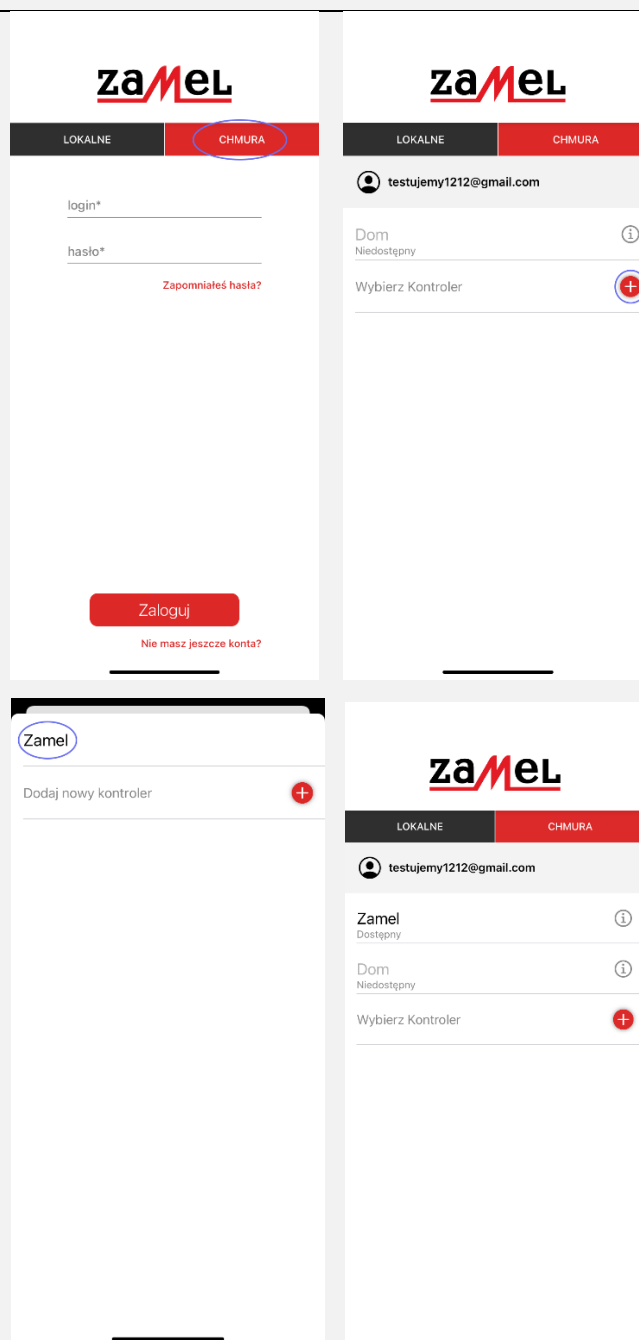 zaMeL
LOKALNE CHMURA
login*
hasło*
Zapomniałeś hasła?
Zaloguj
Nie masz jeszcze konta?
zaMeL
LOKALNE CHMURA
testujemy1212@gmail.com
Dom
Niedostępny
Wybierz Kontroler
Zamel
Dodaj nowy kontroler
zaMeL
LOKALNE CHMURA
testujemy1212@gmail.com
Zamel
Dostępny
Dom
Niedostępny
Wybierz Kontroler